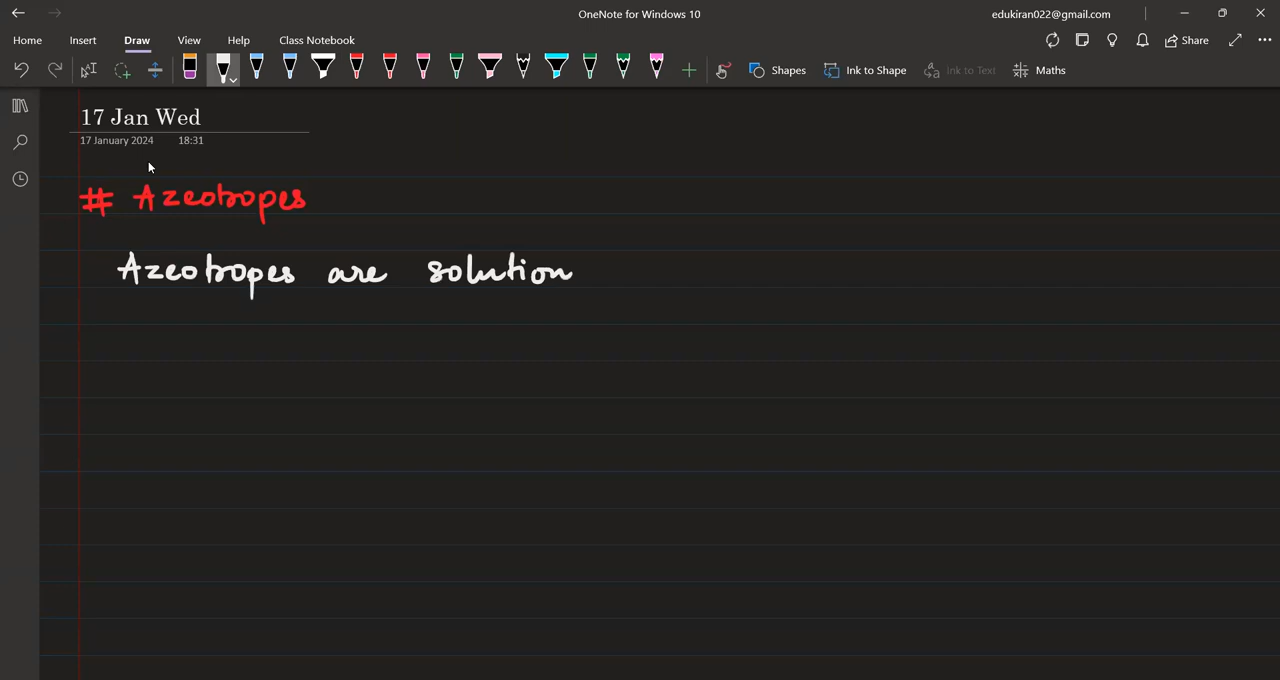 OneNote for Windows 10
edukiran022@gmail.com
Home Insert Draw View Help Class Notebook
Share
Shapes Ink to Shape Ink to Text Maths
17 Jan Wed
17 January 2024 18:31
# Azeotropes
Azeotropes are solution